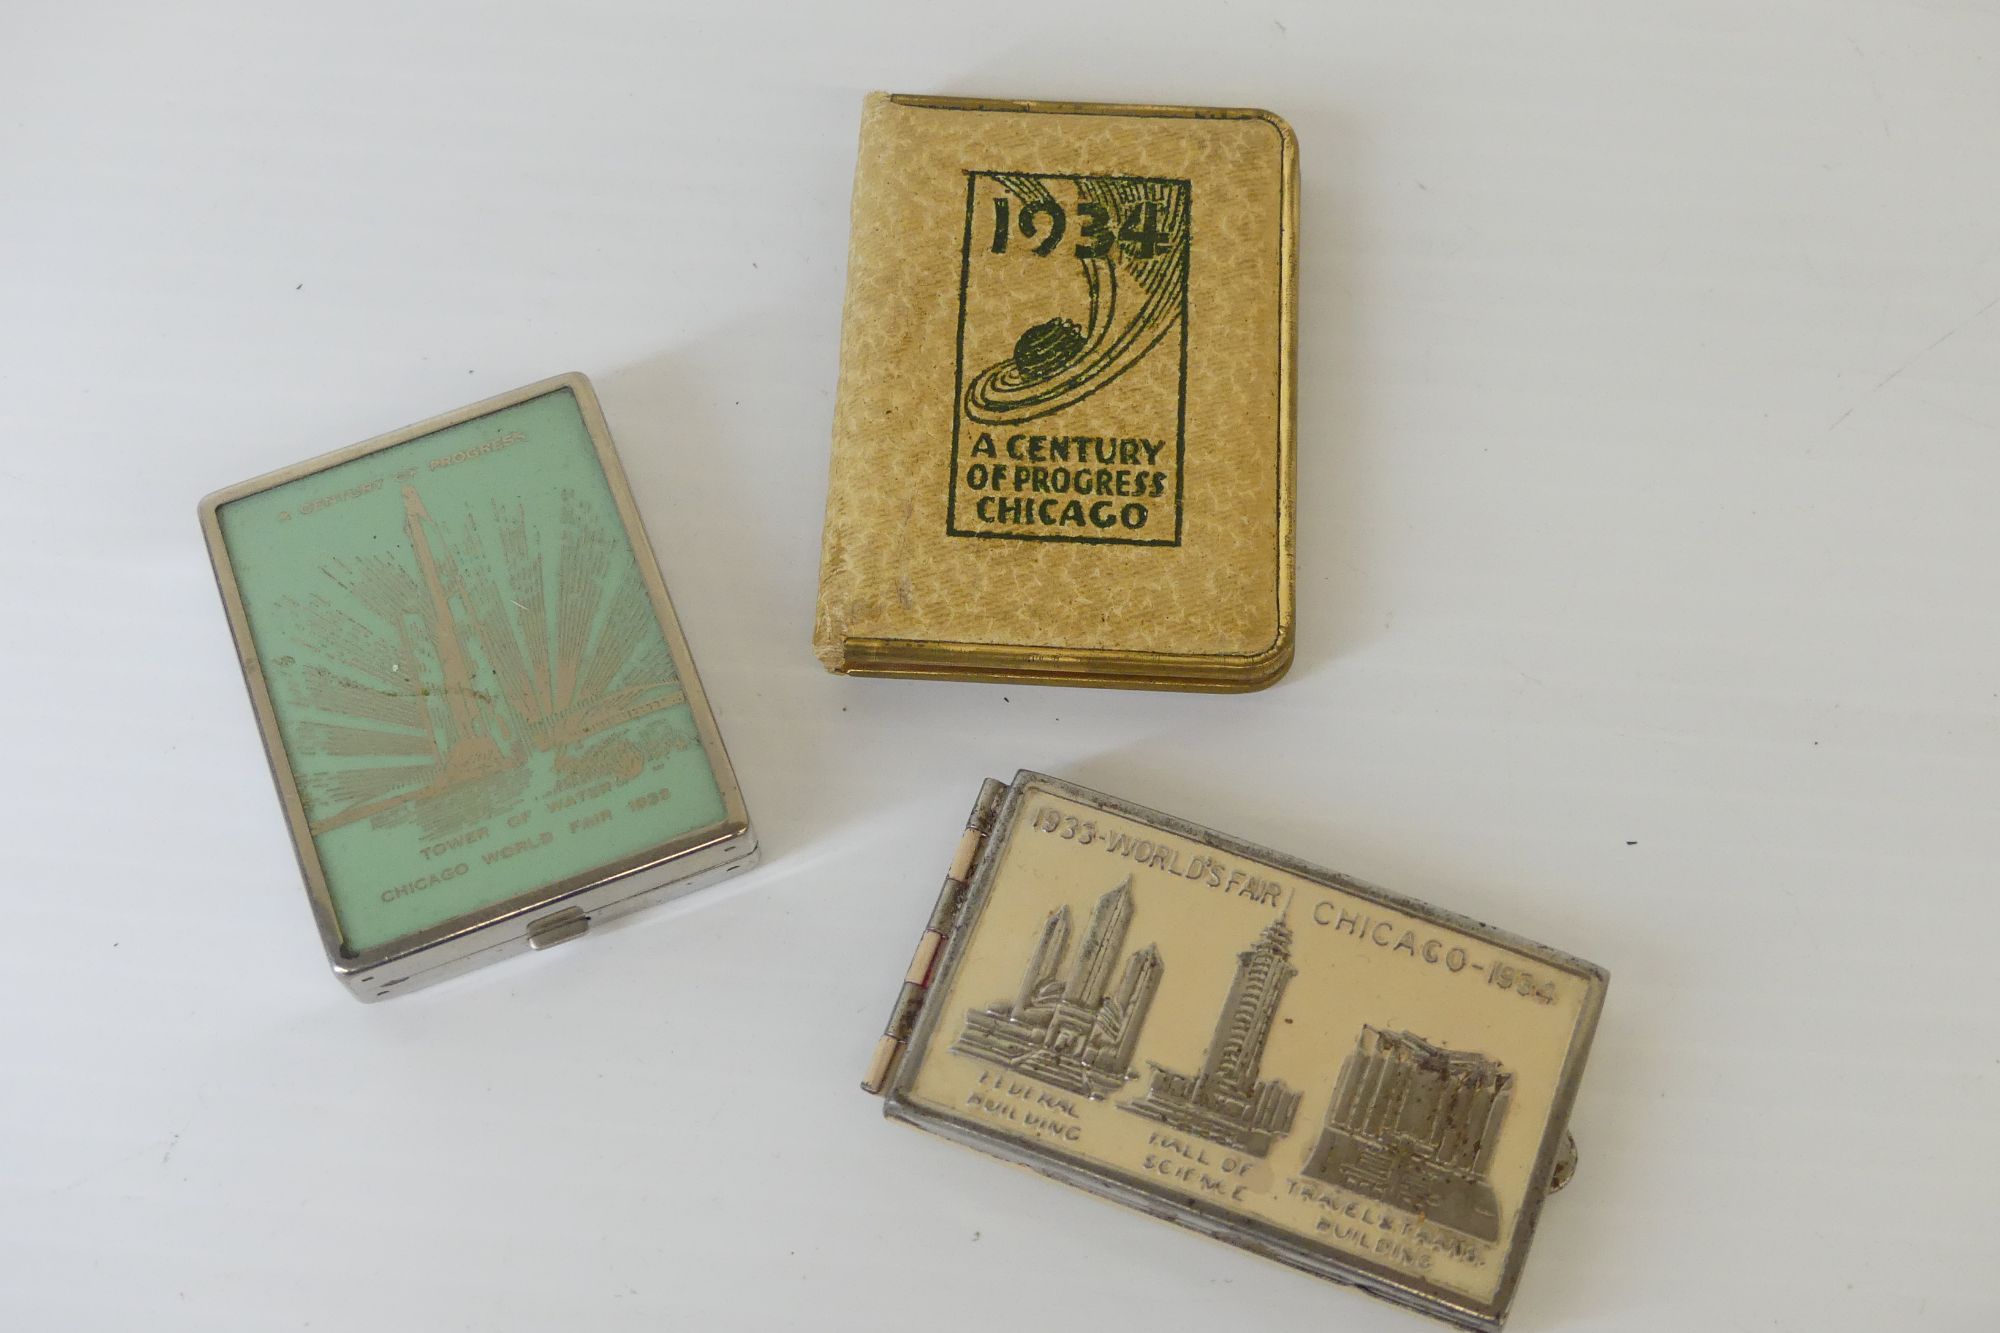 A CENTURY OF PROGRESS
TOWER OF WATER
CHICAGO WORLD FAIR 1933
1934
A CENTURY
OF PROGRESS
CHICAGO
1933-WORLD'S FAIR CHICAGO-1934
FEDERAL
BUILDING
HALL OF
SCIENCE
TRAVEL & TRANS.
BUILDING